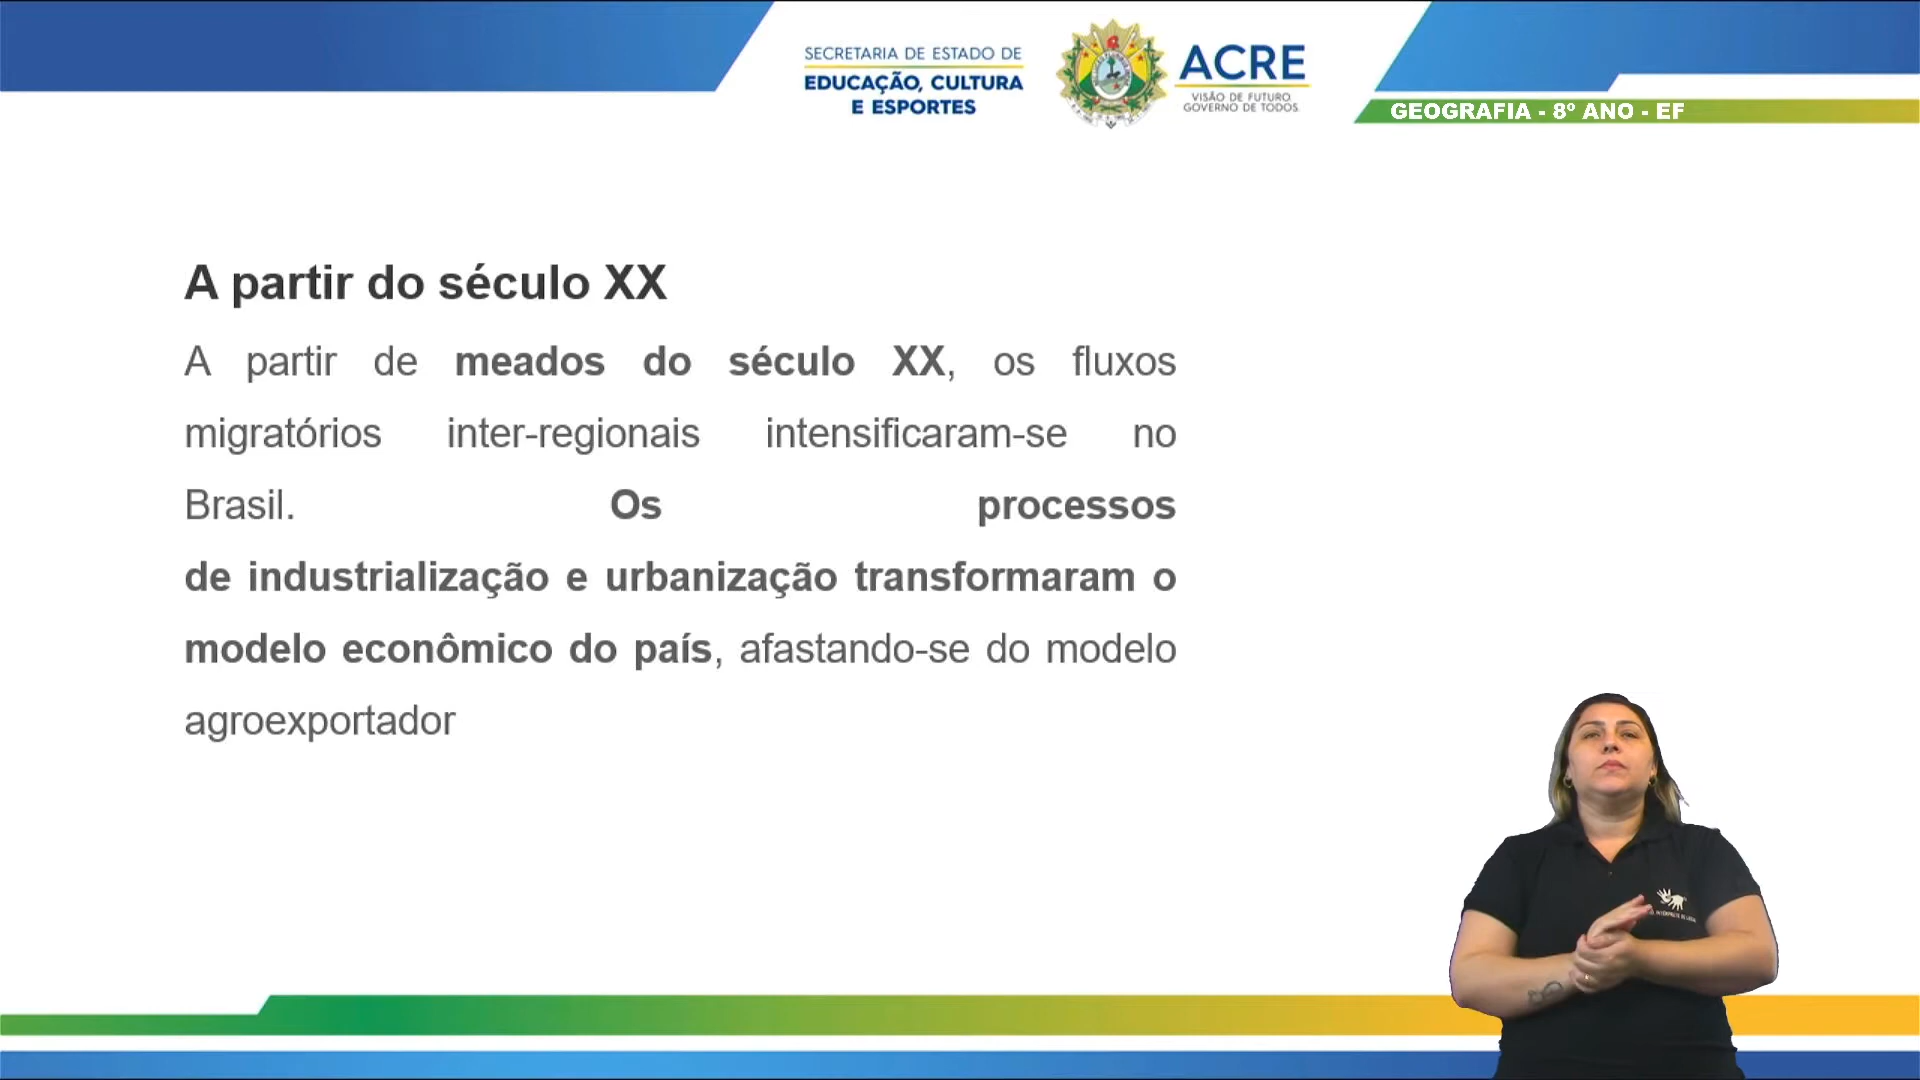 SECRETARIA DE ESTADO DE
EDUCAÇÃO, CULTURA
E ESPORTES
ACRE
VISÃO DE FUTURO.
GOVERNO DE TODOS.
GEOGRAFIA - 8º ANO - EF
A partir do século XX
A partir de meados do século XX, os fluxos
migratórios inter-regionais intensificaram-se no
Brasil. Os processos
de industrialização e urbanização transformaram o
modelo econômico do país, afastando-se do modelo
agroexportador